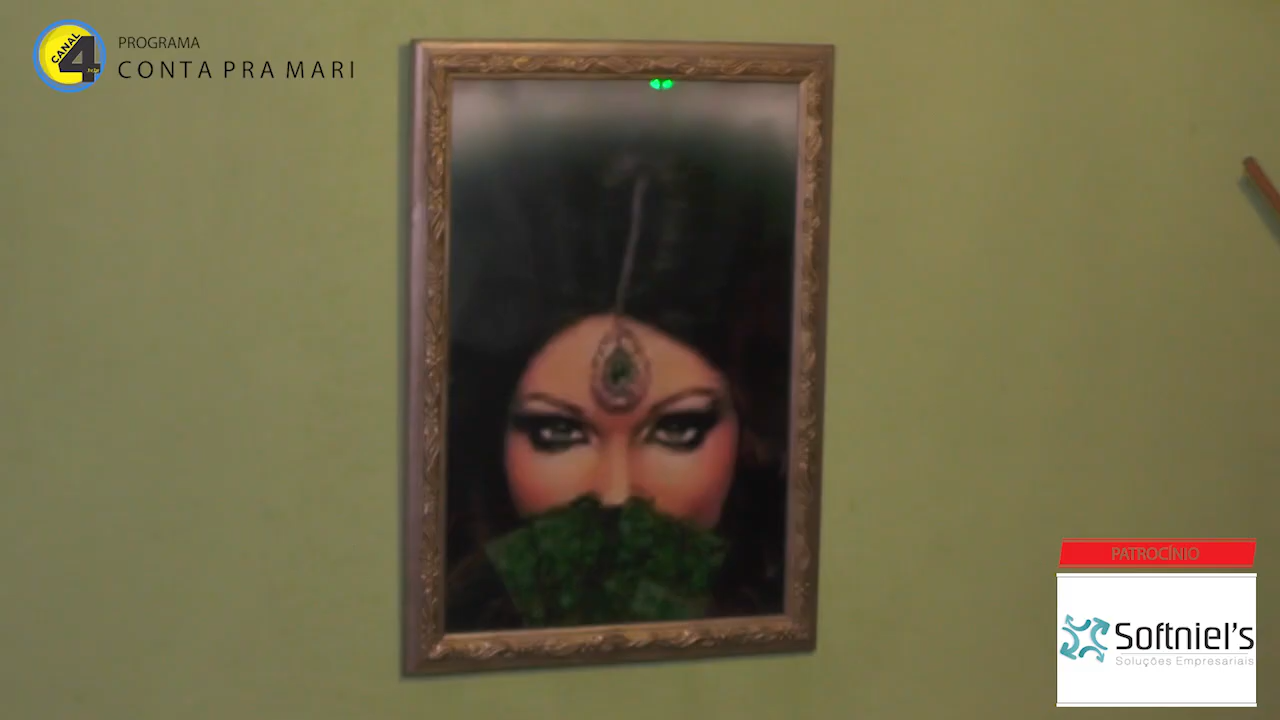 CANAL
4
PROGRAMA
CONTA PRA MARI
PATROCÍNIO
Softniel's
Soluções Empresariais